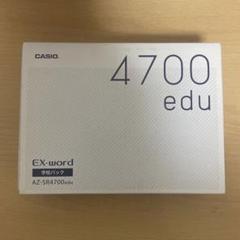 CASIO.
4700
edu
EX-word
学校パック
AZ-SR4700edu